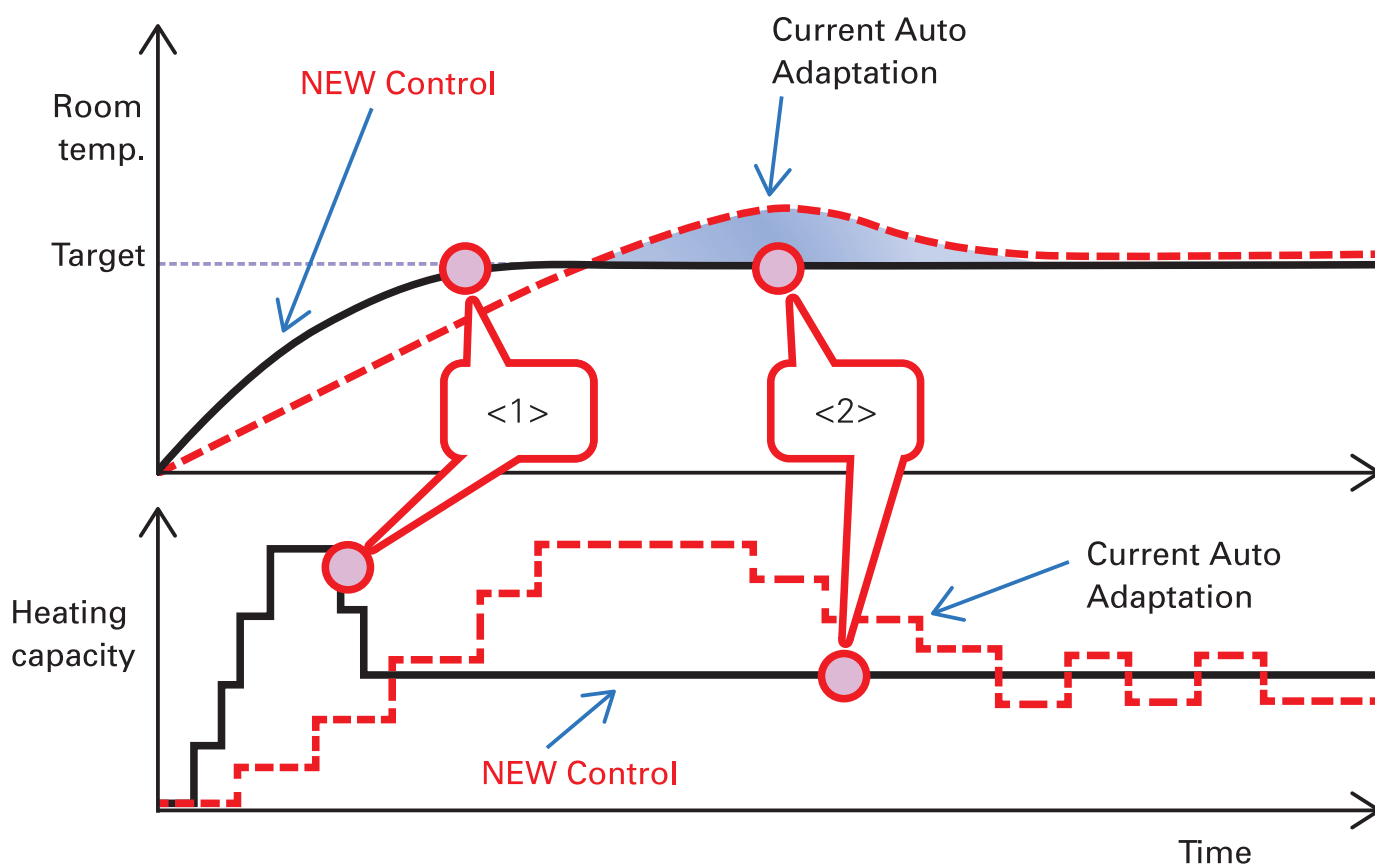 Current Auto
Adaptation
NEW Control
Room
temp.
Target
<1>
<2>
Current Auto
Adaptation
Heating
capacity
NEW Control
Time